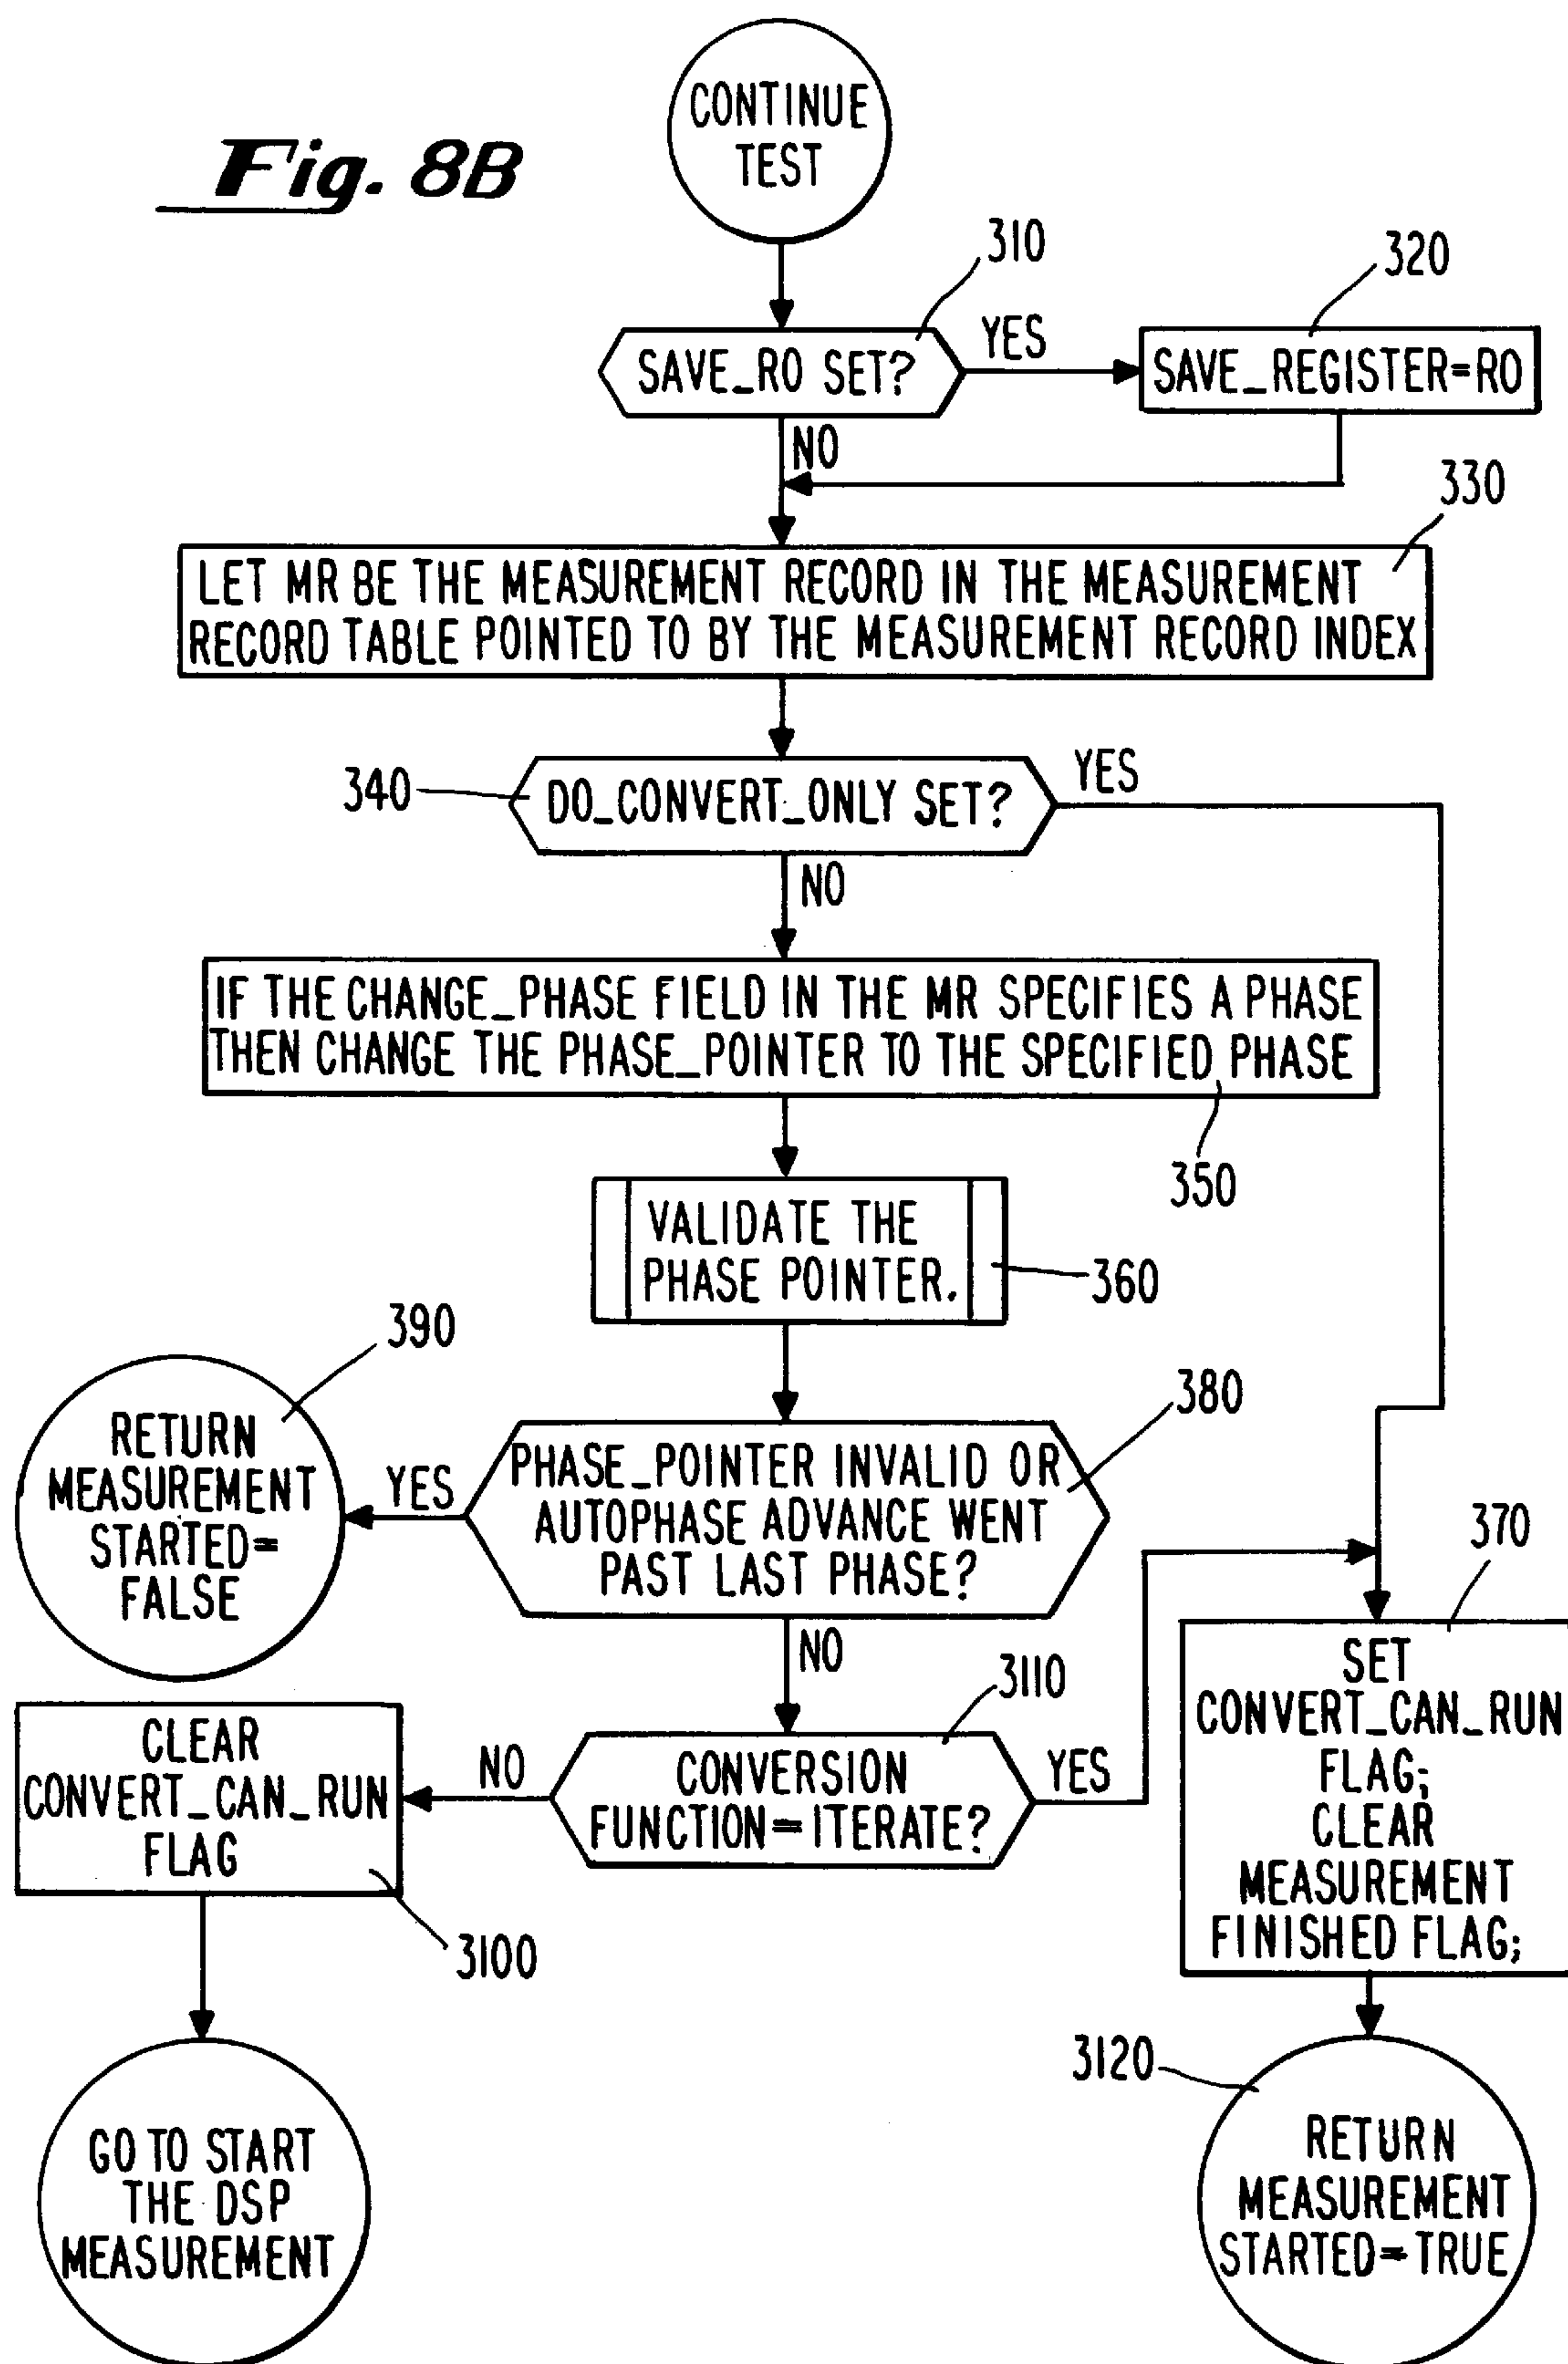 Fig. 8B
CONTINUE
TEST
310
320
SAVE_RO SET?
YES
SAVE_REGISTER=RO
NO
330
LET MR BE THE MEASUREMENT RECORD IN THE MEASUREMENT
RECORD TABLE POINTED TO BY THE MEASUREMENT RECORD INDEX
340
DO_CONVERT_ONLY SET?
YES
NO
IF THE CHANGE_PHASE FIELD IN THE MR SPECIFIES A PHASE
THEN CHANGE THE PHASE_POINTER TO THE SPECIFIED PHASE
350
VALIDATE THE
PHASE POINTER.
360
390
RETURN
MEASUREMENT
STARTED=
FALSE
YES
380
PHASE_POINTER INVALID OR
AUTOPHASE ADVANCE WENT
PAST LAST PHASE?
NO
370
SET
CONVERT_CAN_RUN
FLAG;
CLEAR
MEASUREMENT
FINISHED FLAG;
3110
CONVERSION
FUNCTION=ITERATE?
YES
NO
CLEAR
CONVERT_CAN_RUN
FLAG
3100
GO TO START
THE DSP
MEASUREMENT
3120
RETURN
MEASUREMENT
STARTED=TRUE